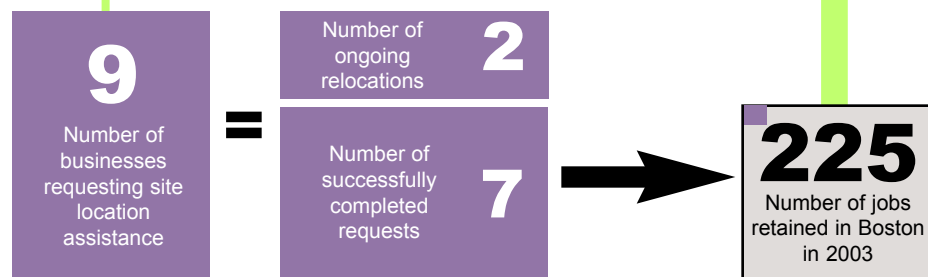 9
Number of
businesses
requesting site
location
assistance
=
Number of
ongoing
relocations
2
Number of
successfully
completed
requests
7
225
Number of jobs
retained in Boston
in 2003